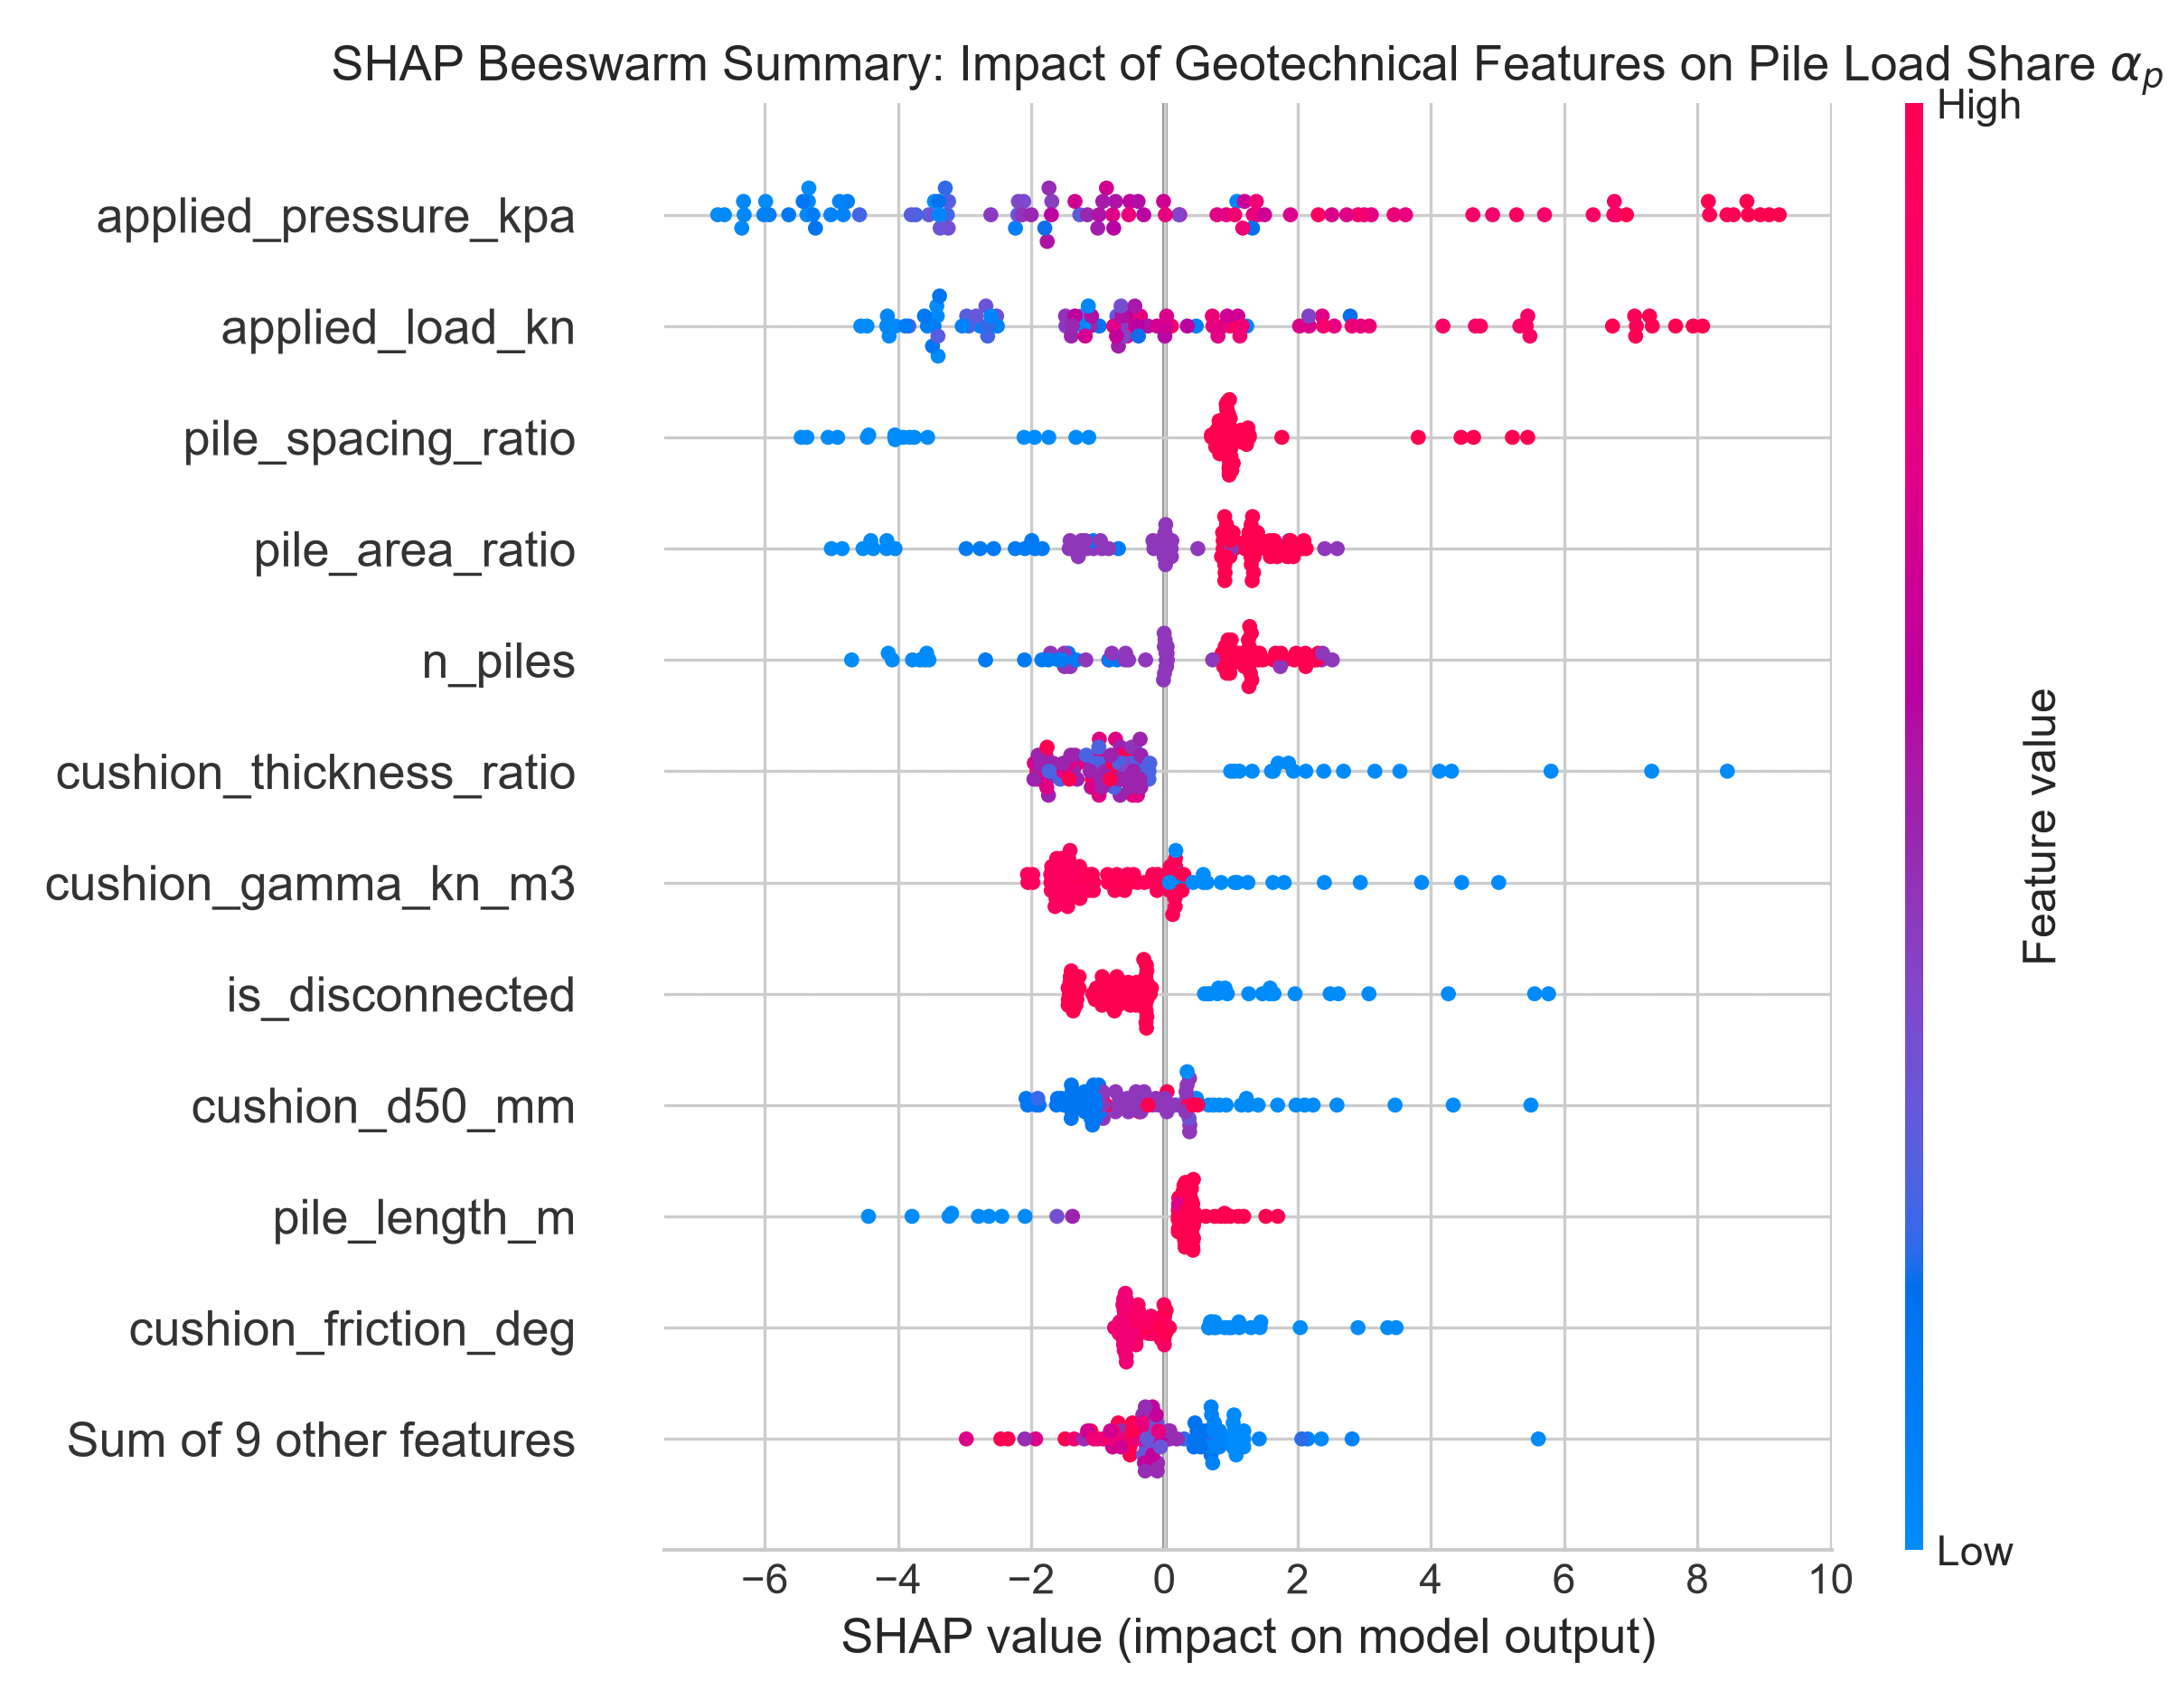 SHAP Beeswarm Summary: Impact of Geotechnical Features on Pile Load Share αp
High
applied_pressure_kpa
applied_load_kn
pile_spacing_ratio
pile_area_ratio
n_piles
cushion_thickness_ratio
cushion_gamma_kn_m3
is_disconnected
cushion_d50_mm
pile_length_m
cushion_friction_deg
Sum of 9 other features
Feature value
Low
−6 −4 −2 0 2 4 6 8 10
SHAP value (impact on model output)